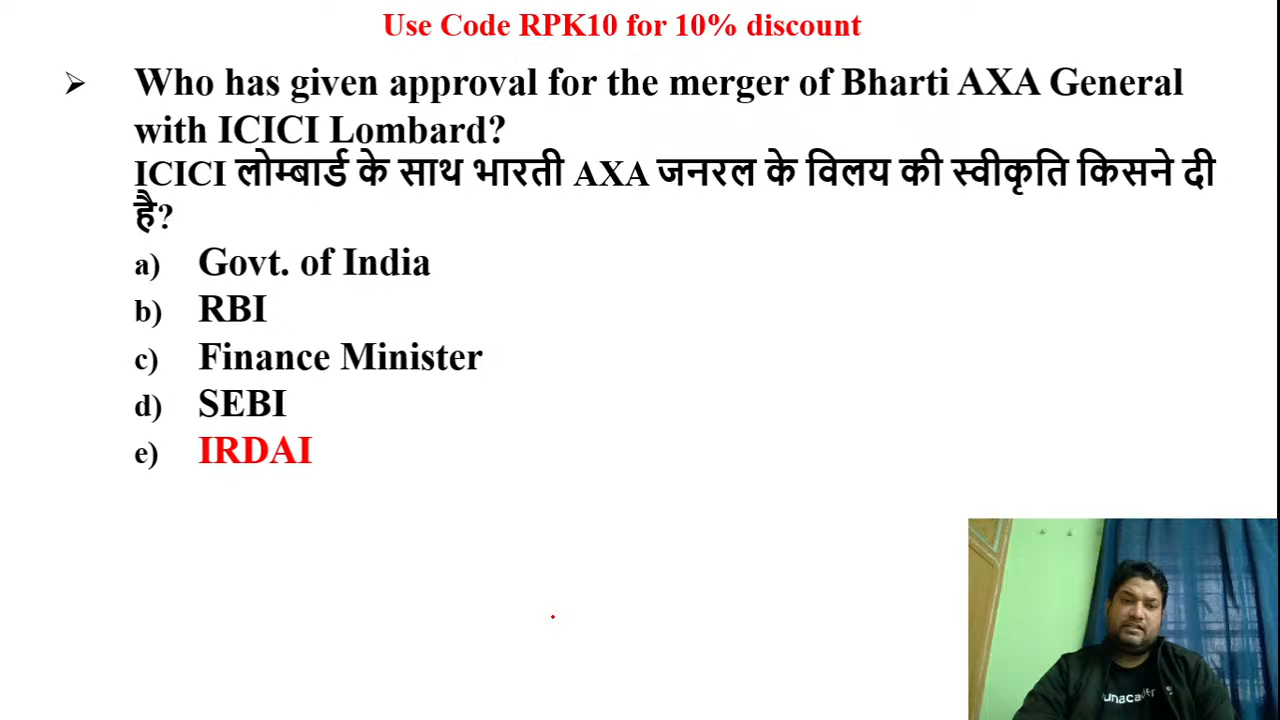 Use Code RPK10 for 10% discount
➢ Who has given approval for the merger of Bharti AXA General
with ICICI Lombard?
ICICI लोम्बार्ड के साथ भारती AXA जनरल के विलय की स्वीकृति किसने दी
है?
a) Govt. of India
b) RBI
c) Finance Minister
d) SEBI
e) IRDAI